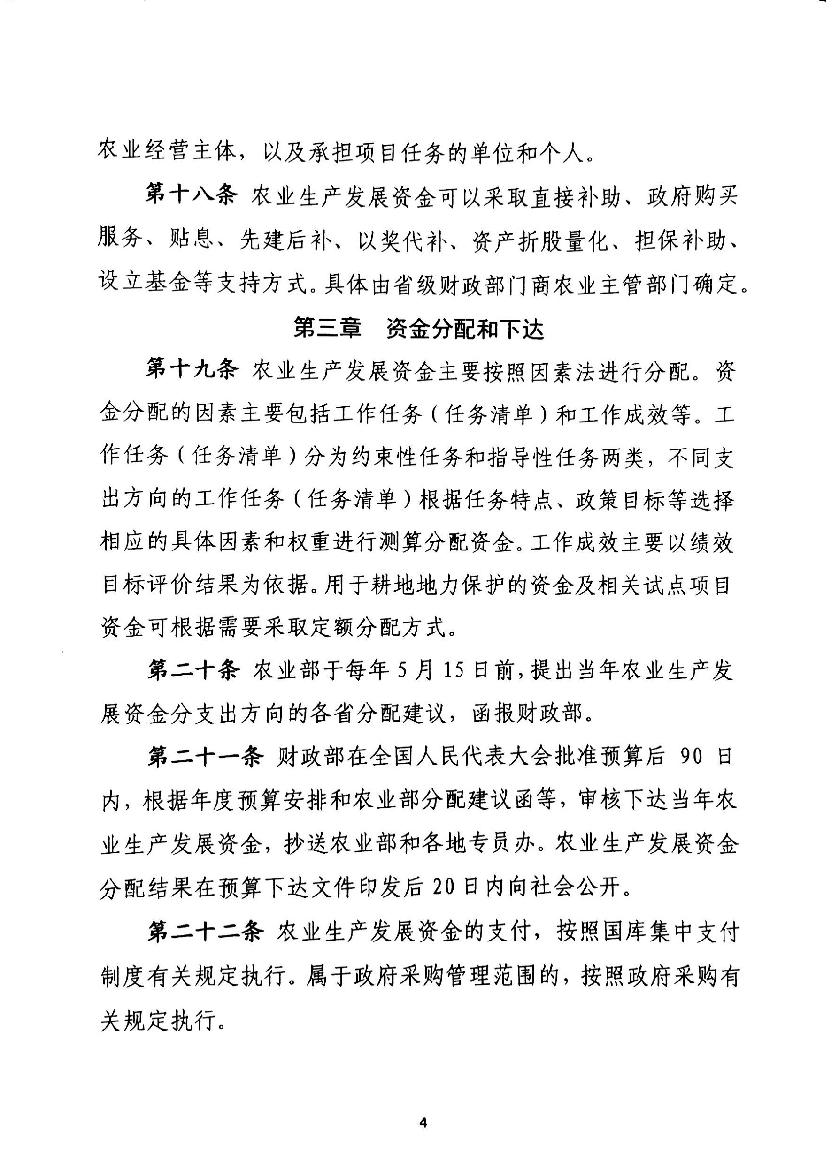 农业经营主体，以及承担项目任务的单位和个人。
第十八条 农业生产发展资金可以采取直接补助、政府购买
服务、贴息、先建后补、以奖代补、资产折股量化、担保补助、
设立基金等支持方式。具体由省级财政部门商农业主管部门确定。
第三章 资金分配和下达
第十九条 农业生产发展资金主要按照因素法进行分配。资
金分配的因素主要包括工作任务（任务清单）和工作成效等。工
作任务（任务清单）分为约束性任务和指导性任务两类，不同支
出方向的工作任务（任务清单）根据任务特点、政策目标等选择
相应的具体因素和权重进行测算分配资金。工作成效主要以绩效
目标评价结果为依据。用于耕地地力保护的资金及相关试点项目
资金可根据需要采取定额分配方式。
第二十条 农业部于每年 5 月 15 日前，提出当年农业生产发
展资金分支出方向的各省分配建议，函报财政部。
第二十一条 财政部在全国人民代表大会批准预算后 90 日
内，根据年度预算安排和农业部分配建议函等，审核下达当年农
业生产发展资金，抄送农业部和各地专员办。农业生产发展资金
分配结果在预算下达文件印发后 20 日内向社会公开。
第二十二条 农业生产发展资金的支付，按照国库集中支付
制度有关规定执行。属于政府采购管理范围的，按照政府采购有
关规定执行。
4